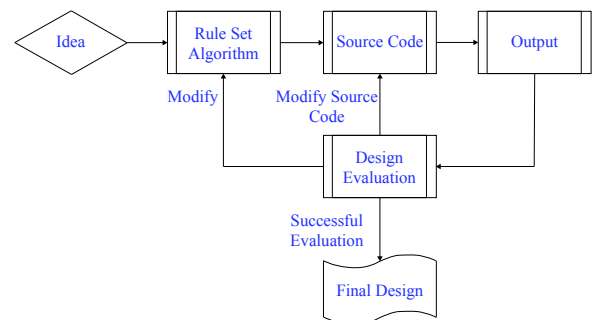 Idea
Rule Set
Algorithm
Source Code
Output
Modify
Modify Source
Code
Design
Evaluation
Successful
Evaluation
Final Design